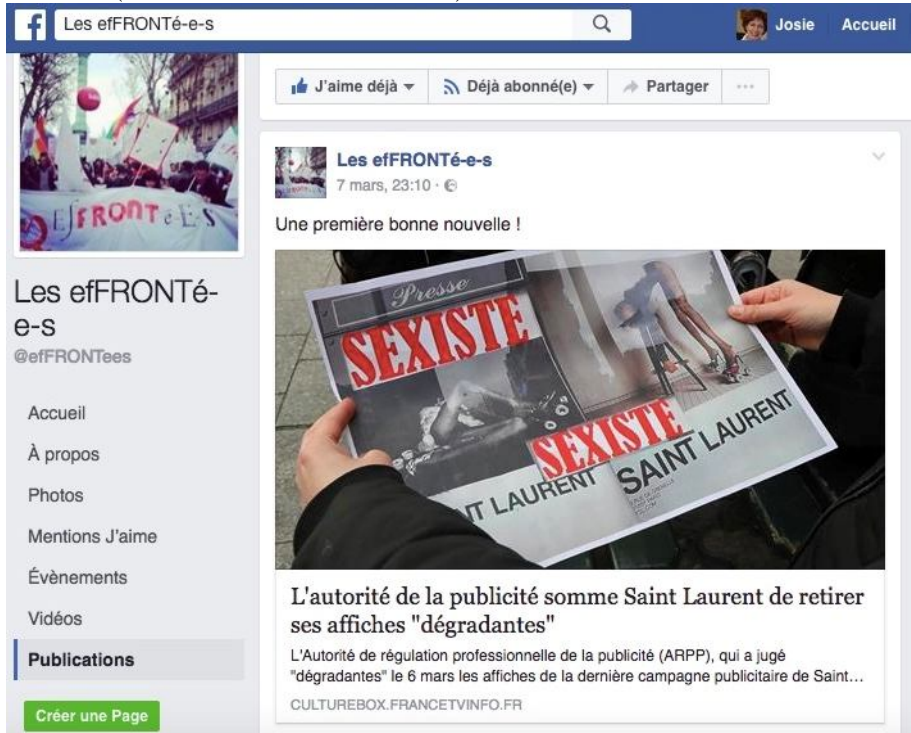 Les efFRONTé-e-s
Josie
Accueil
J'aime déjà
Déjà abonné(e)
Partager
EffRONTéES
Les efFRONTé-
e-s
@efFRONTees
Accueil
À propos
Photos
Mentions J'aime
Évènements
Vidéos
Publications
Créer une Page
Les efFRONTé-e-s
7 mars, 23:10
Une première bonne nouvelle !
Presse
SEXISTE
SEXISTE
NT LAURENT
SAINT LAURENT
L'autorité de la publicité somme Saint Laurent de retirer
ses affiches "dégradantes"
L'Autorité de régulation professionnelle de la publicité (ARPP), qui a jugé
"dégradantes" le 6 mars les affiches de la dernière campagne publicitaire de Saint...
CULTUREBOX.FRANCETVINFO.FR